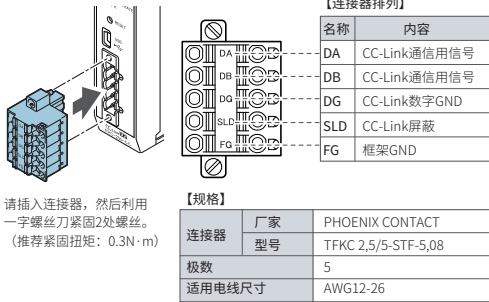 【连接器排列】
名称 内容
DA CC-Link通信用信号
DB CC-Link通信用信号
DG CC-Link数字GND
SLD CC-Link屏蔽
FG 框架GND
RESET
DA
DB
DG
SLD
FG
请插入连接器，然后利用
一字螺丝刀紧固2处螺丝。
（推荐紧固扭矩：0.3N·m）
【规格】
连接器 厂家 PHOENIX CONTACT
型号 TFKC 2,5/5-STF-5,08
极数 5
适用电线尺寸 AWG12-26